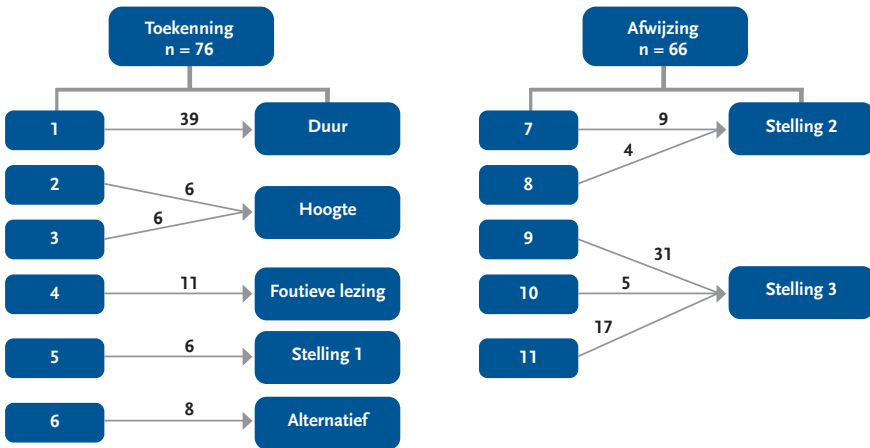 Toekenning
n = 76
1
39
Duur
2
6
Hoogte
3
6
4
11
Foutieve lezing
5
6
Stelling 1
6
8
Alternatief
Afwijzing
n = 66
7
9
Stelling 2
8
4
9
31
10
5
Stelling 3
11
17